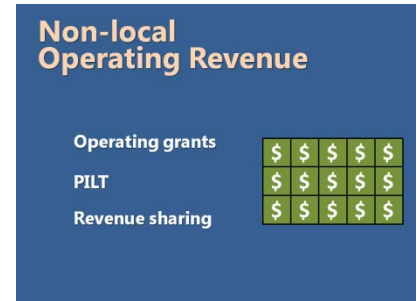 Non-local
Operating Revenue
Operating grants
$ $ $ $ $
PILT
$ $ $ $ $
Revenue sharing
$ $ $ $ $